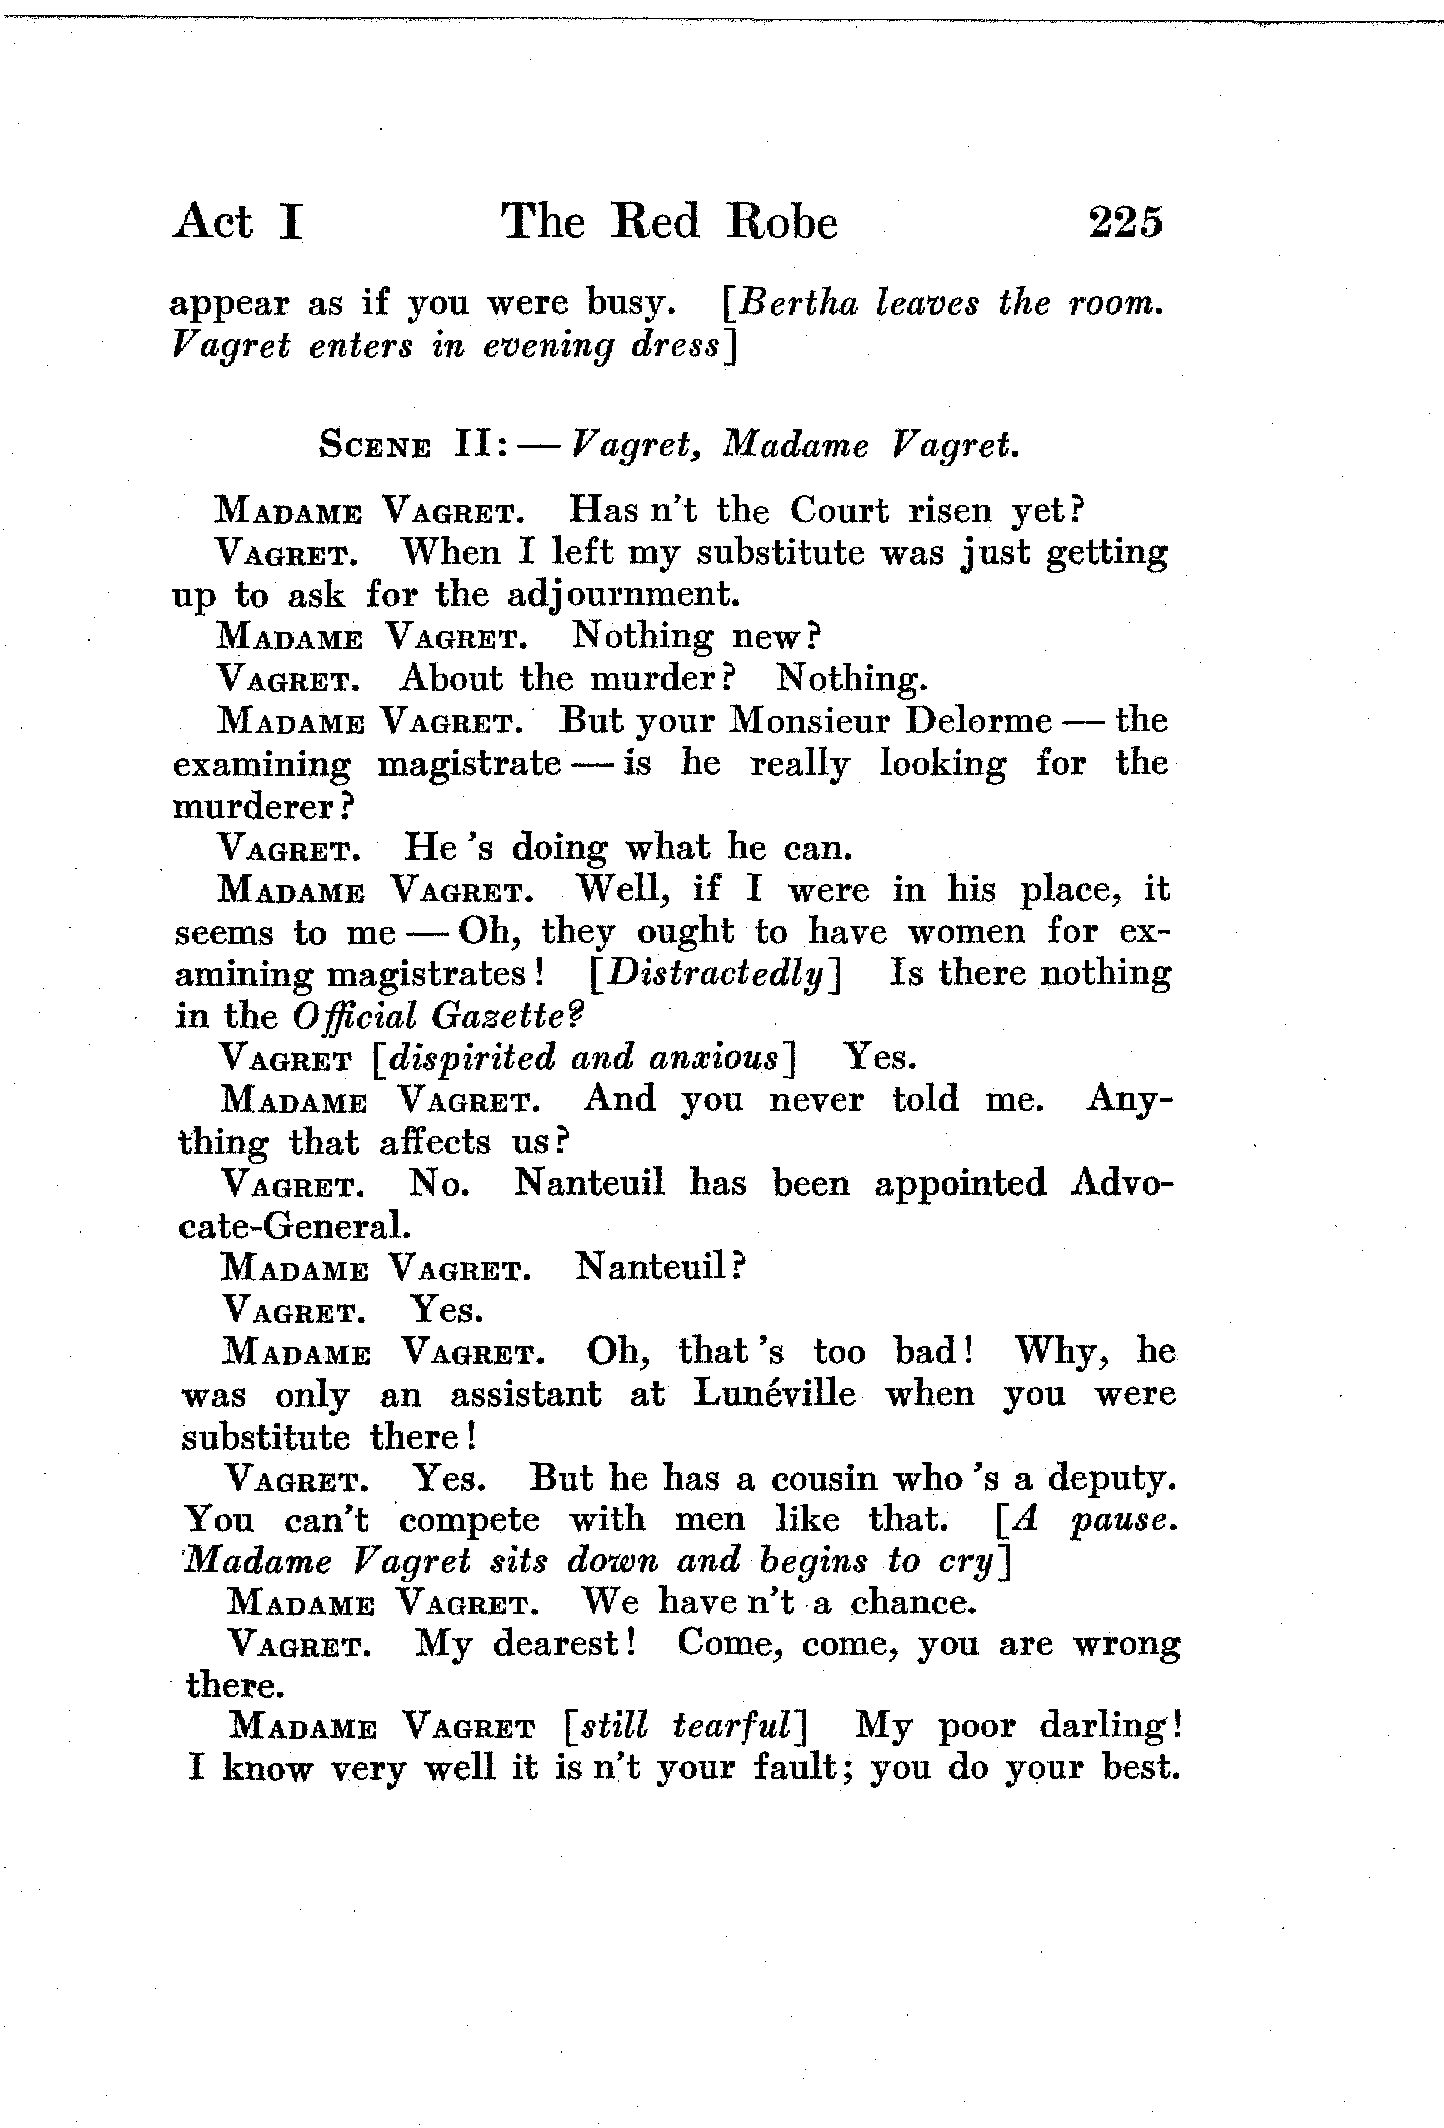 Act I The Red Robe 225
appear as if you were busy. [Bertha leaves the room.
Vagret enters in evening dress]
SCENE II: — Vagret, Madame Vagret.
MADAME VAGRET. Has n't the Court risen yet?
VAGRET. When I left my substitute was just getting
up to ask for the adjournment.
MADAME VAGRET. Nothing new?
VAGRET. About the murder? Nothing.
MADAME VAGRET. But your Monsieur Delorme — the
examining magistrate — is he really looking for the
murderer?
VAGRET. He 's doing what he can.
MADAME VAGRET. Well, if I were in his place, it
seems to me — Oh, they ought to have women for ex-
amining magistrates! [Distractedly] Is there nothing
in the Official Gazette?
VAGRET [dispirited and anxious] Yes.
MADAME VAGRET. And you never told me. Any-
thing that affects us?
VAGRET. No. Nanteuil has been appointed Advo-
cate-General.
MADAME VAGRET. Nanteuil?
VAGRET. Yes.
MADAME VAGRET. Oh, that 's too bad! Why, he
was only an assistant at Lunéville when you were
substitute there!
VAGRET. Yes. But he has a cousin who 's a deputy.
You can't compete with men like that. [A pause.
Madame Vagret sits down and begins to cry]
MADAME VAGRET. We have n't a chance.
VAGRET. My dearest! Come, come, you are wrong
there.
MADAME VAGRET [still tearful] My poor darling!
I know very well it is n't your fault; you do your best.